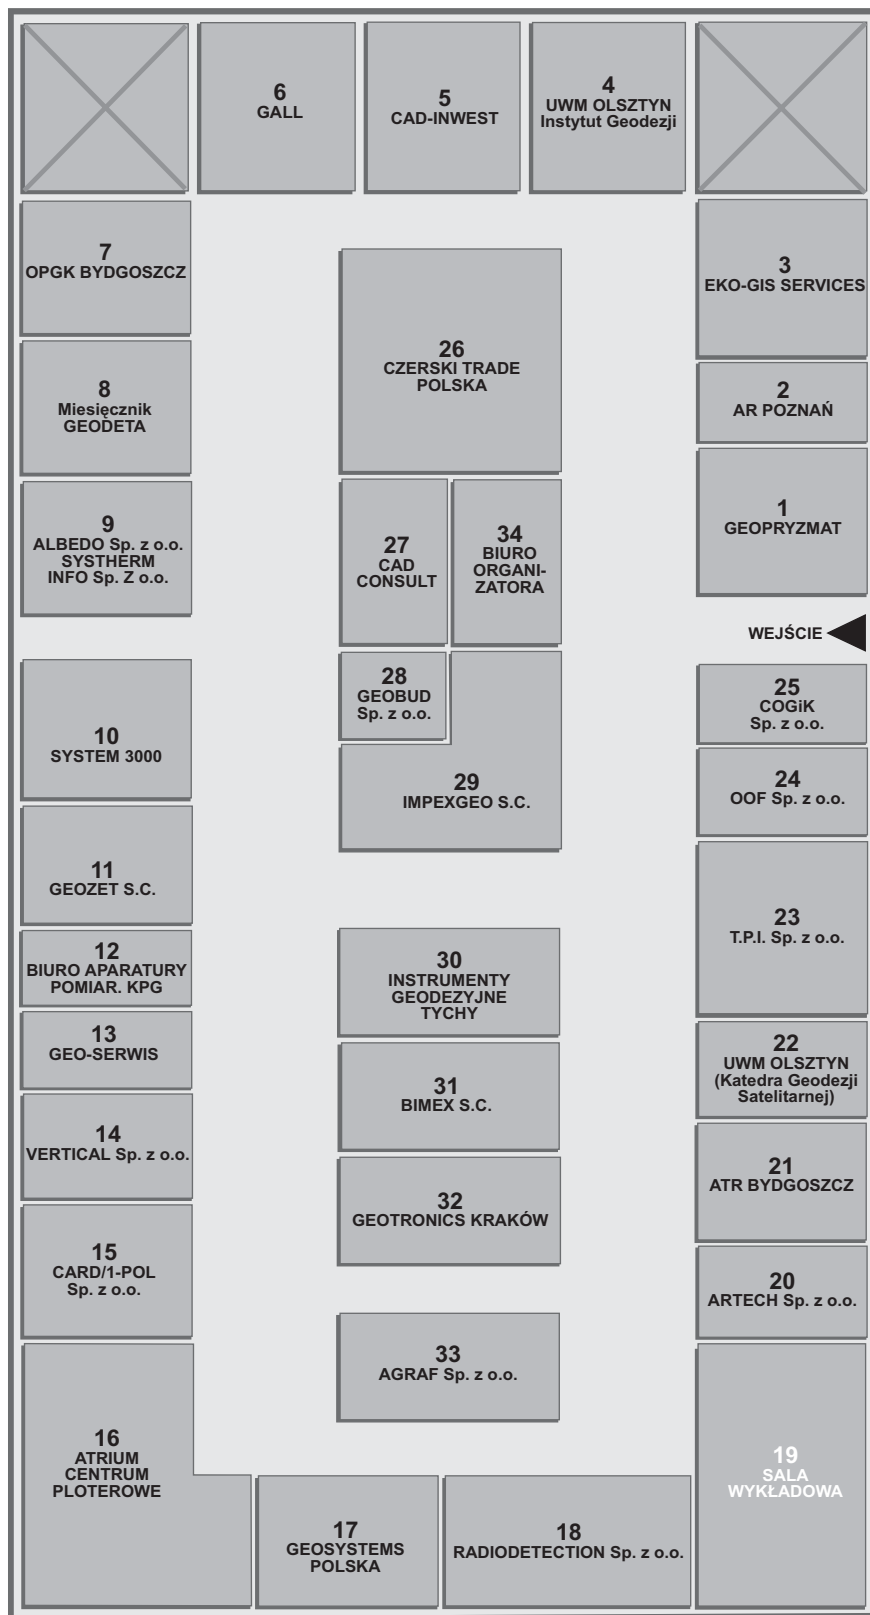 6
GALL
5
CAD-INWEST
4
UWM OLSZTYN
Instytut Geodezji
7
OPGK BYDGOSZCZ
3
EKO-GIS SERVICES
26
CZERSKI TRADE
POLSKA
8
Miesięcznik
GEODETA
2
AR POZNAŃ
9
ALBEDO Sp. z o.o.
SYSTHERM
INFO Sp. Z o.o.
27
CAD
CONSULT
34
BIURO
ORGANI-
ZATORA
1
GEOPRYZMAT
WEJŚCIE
28
GEOBUD
Sp. z o.o.
25
COGiK
Sp. z o.o.
10
SYSTEM 3000
29
IMPEXGEO S.C.
24
OOF Sp. z o.o.
11
GEOZET S.C.
23
T.P.I. Sp. z o.o.
12
BIURO APARATURY
POMIAR. KPG
30
INSTRUMENTY
GEODEZYJNE
TYCHY
13
GEO-SERWIS
22
UWM OLSZTYN
(Katedra Geodezji
Satelitarnej)
31
BIMEX S.C.
14
VERTICAL Sp. z o.o.
21
ATR BYDGOSZCZ
32
GEOTRONICS KRAKÓW
15
CARD/1-POL
Sp. z o.o.
20
ARTECH Sp. z o.o.
33
AGRAF Sp. z o.o.
16
ATRIUM
CENTRUM
PLOTEROWE
19
SALA
WYKŁADOWA
17
GEOSYSTEMS
POLSKA
18
RADIODETECTION Sp. z o.o.